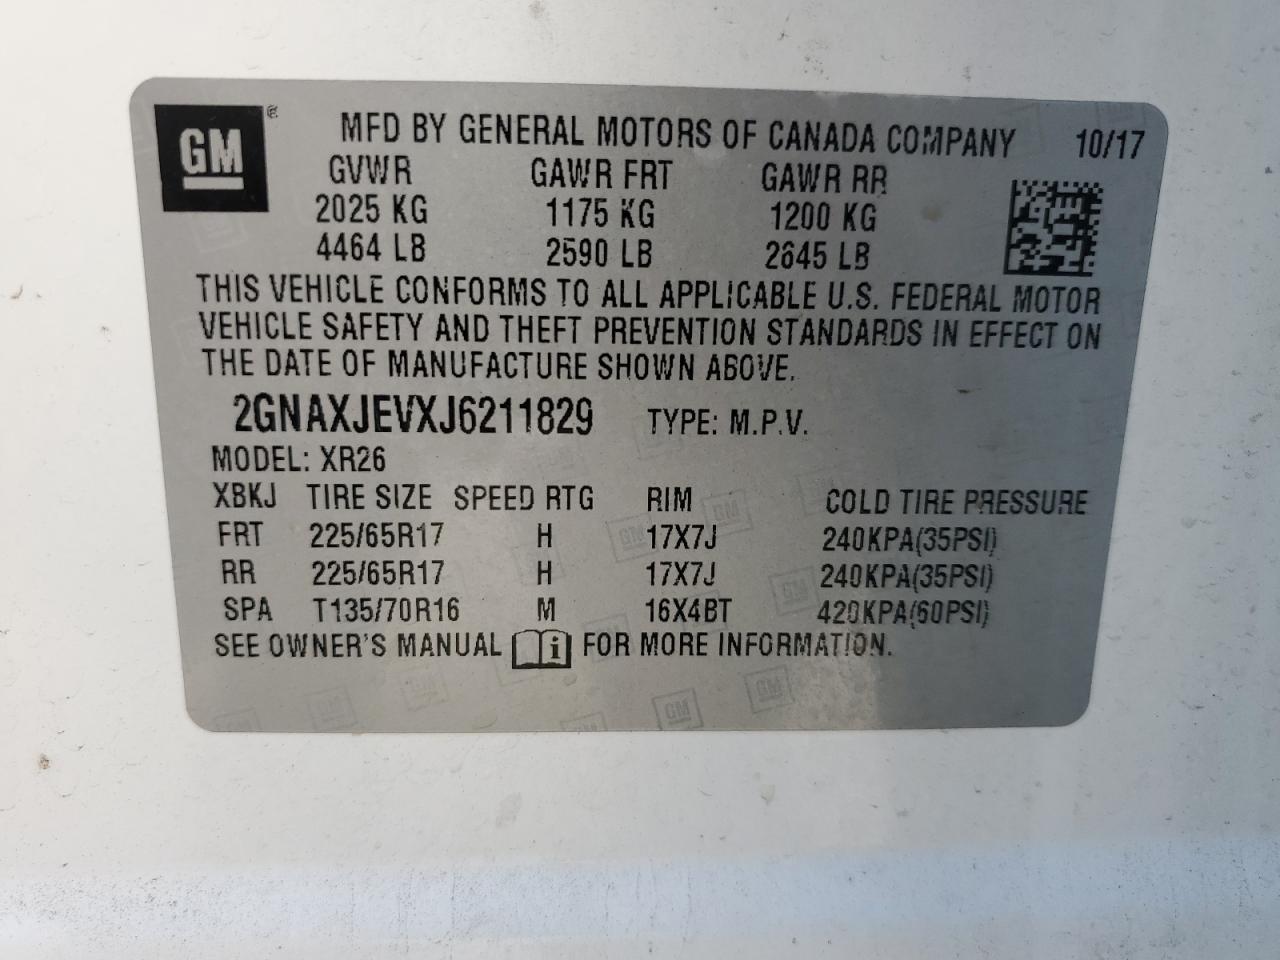 GM MFD BY GENERAL MOTORS OF CANADA COMPANY 10/17
GVWR GAWR FRT GAWR RR
2025 KG 1175 KG 1200 KG
4464 LB 2590 LB 2645 LB
THIS VEHICLE CONFORMS TO ALL APPLICABLE U.S. FEDERAL MOTOR
VEHICLE SAFETY AND THEFT PREVENTION STANDARDS IN EFFECT ON
THE DATE OF MANUFACTURE SHOWN ABOVE.
2GNAXJEVXJ6211829 TYPE: M.P.V.
MODEL: XR26
XBKJ TIRE SIZE SPEED RTG RIM COLD TIRE PRESSURE
FRT 225/65R17 H 17X7J 240KPA(35PSI)
RR 225/65R17 H 17X7J 240KPA(35PSI)
SPA T135/70R16 M 16X4BT 420KPA(60PSI)
SEE OWNER'S MANUAL i FOR MORE INFORMATION.